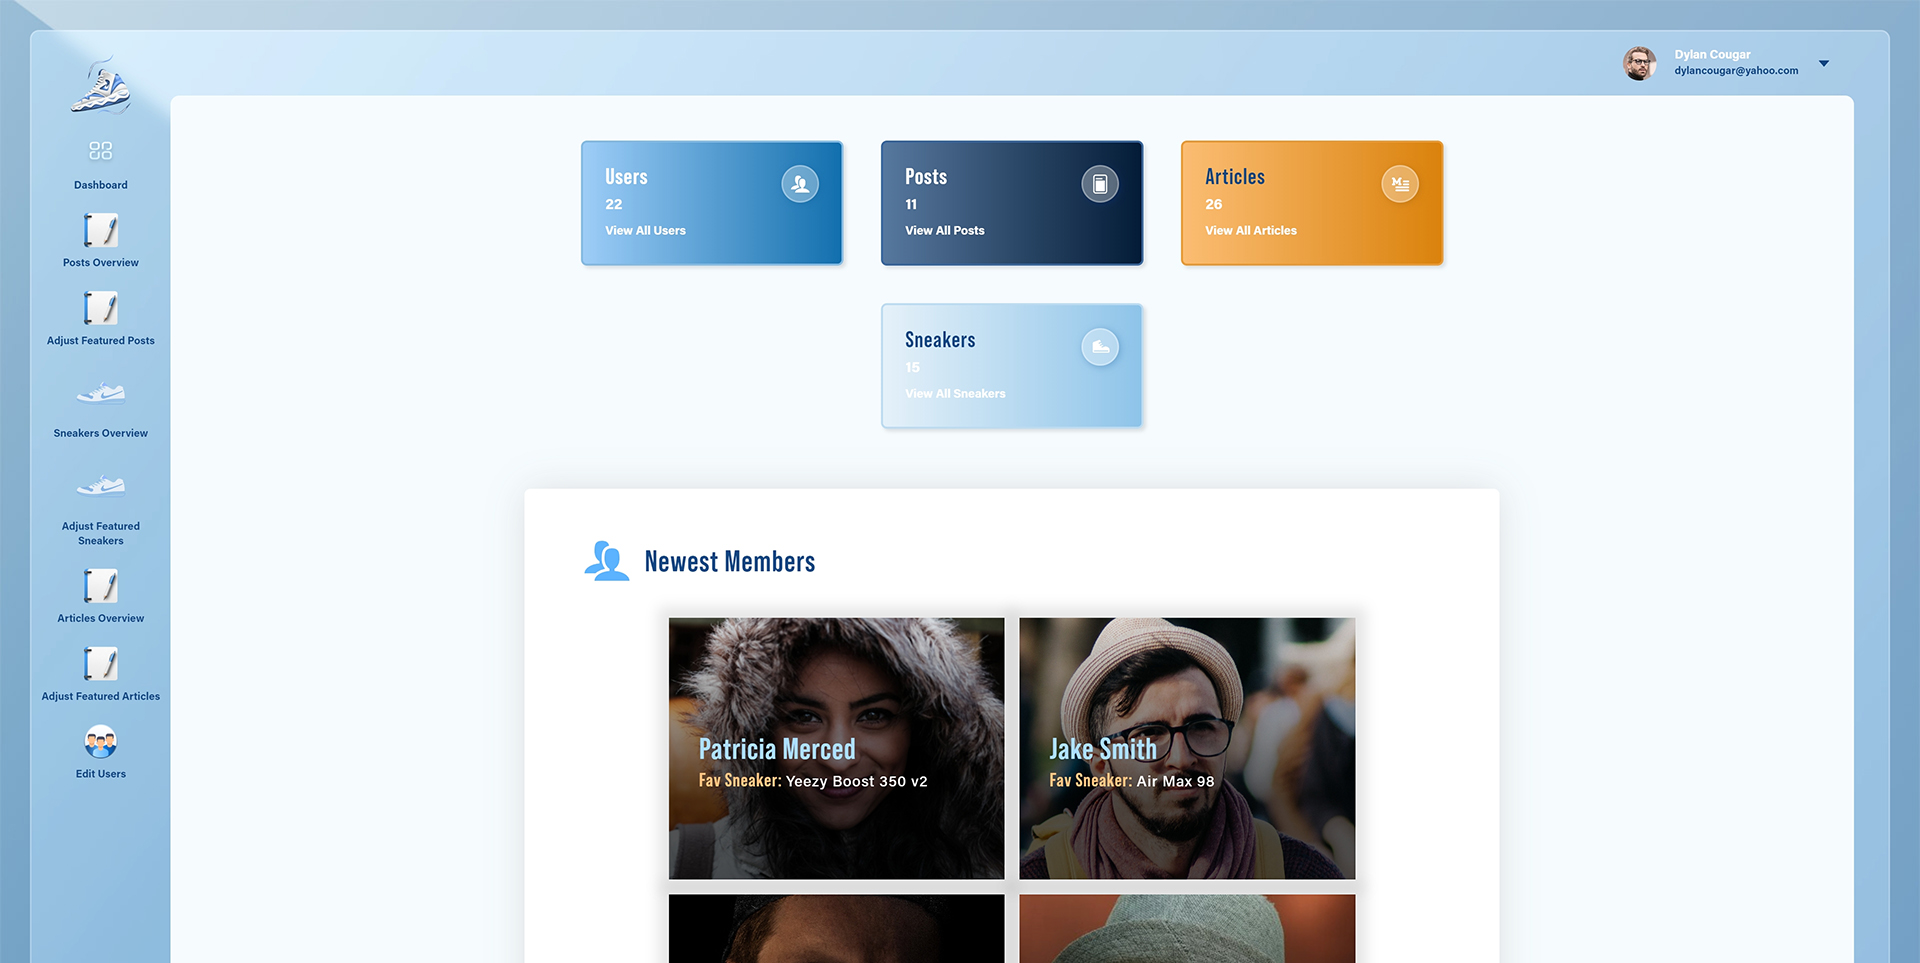 Dylan Cougar
dylancougar@yahoo.com
Dashboard
Posts Overview
Adjust Featured Posts
Sneakers Overview
Adjust Featured
Sneakers
Articles Overview
Adjust Featured Articles
Edit Users
Users
22
View All Users
Posts
11
View All Posts
Articles
26
View All Articles
Sneakers
15
View All Sneakers
Newest Members
Patricia Merced
Fav Sneaker: Yeezy Boost 350 v2
Jake Smith
Fav Sneaker: Air Max 98